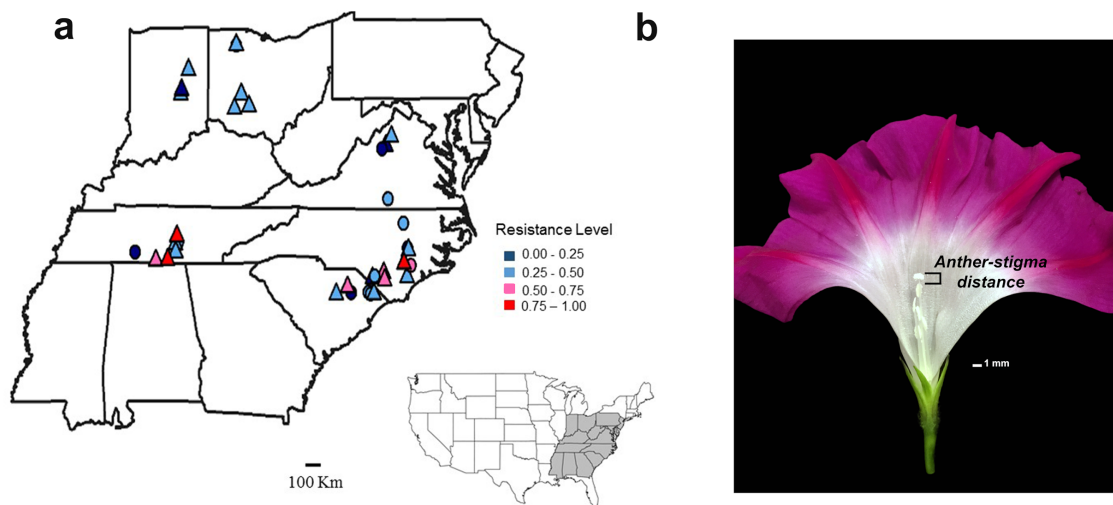 a
Resistance Level
0.00 - 0.25
0.25 - 0.50
0.50 - 0.75
0.75 – 1.00
100 Km
b
Anther-stigma
distance
1 mm